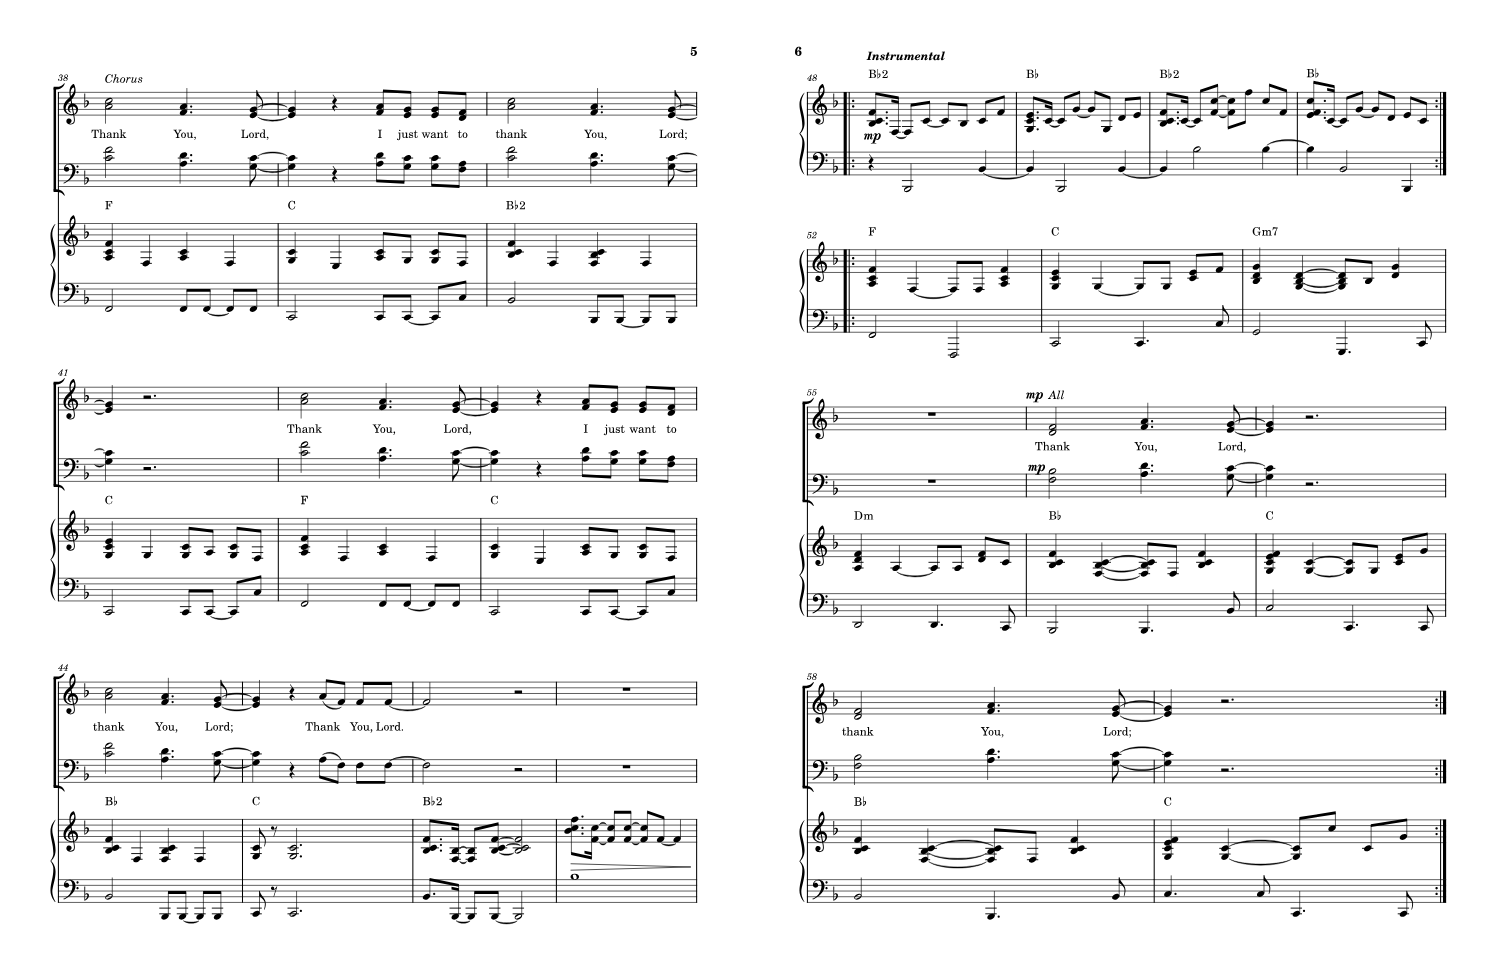 5
38
Chorus
Thank You, Lord, I just want to thank You, Lord;
F C B♭2
41
Thank You, Lord, I just want to
C F C
44
thank You, Lord; Thank You, Lord.
B♭ C B♭2
6
Instrumental
48
B♭2 B♭ B♭2 B♭
mp
52
F C Gm7
55
mp All
Thank You, Lord,
mp
Dm B♭ C
58
thank You, Lord;
B♭ C